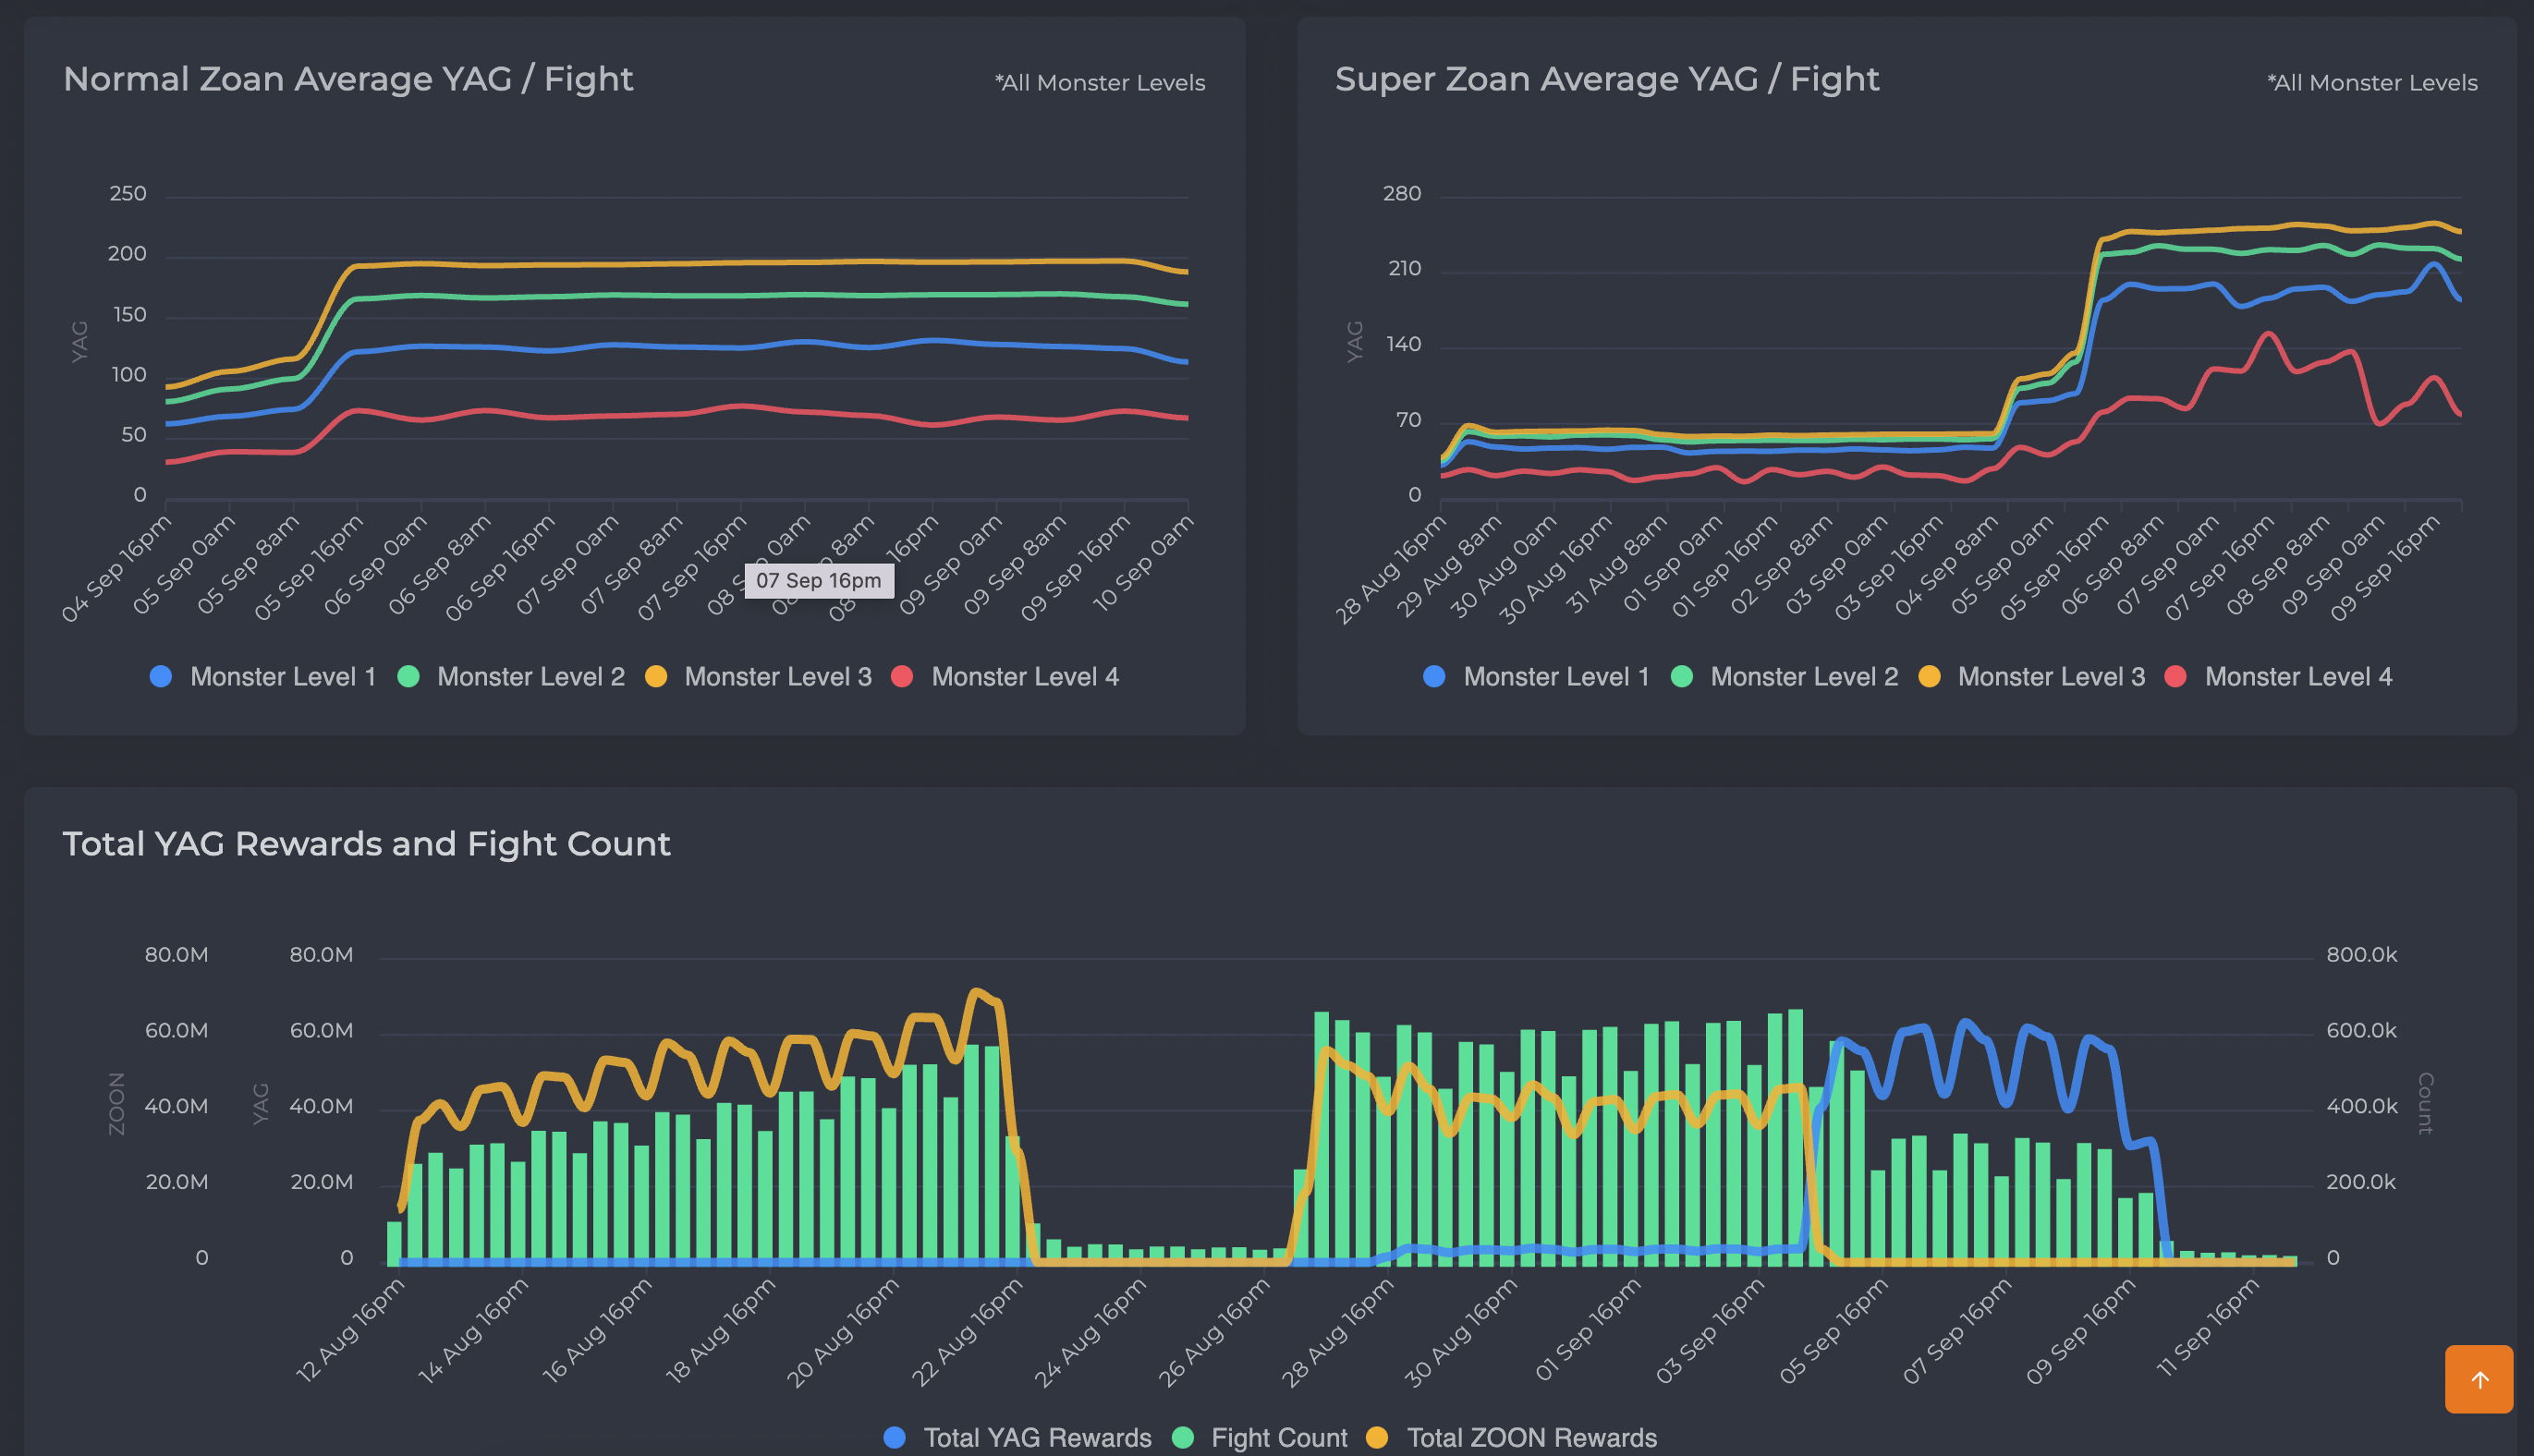 Normal Zoan Average YAG / Fight
*All Monster Levels
250
200
150
100
50
0
YAG
04 Sep 16pm
05 Sep 0am
05 Sep 8am
05 Sep 16pm
06 Sep 0am
06 Sep 8am
06 Sep 16pm
07 Sep 0am
07 Sep 8am
07 Sep 16pm
08 Sep 0am
08 8am
16pm
09 Sep 0am
09 Sep 8am
09 Sep 16pm
10 Sep 0am
07 Sep 16pm
Monster Level 1
Monster Level 2
Monster Level 3
Monster Level 4
Super Zoan Average YAG / Fight
*All Monster Levels
280
210
140
70
0
YAG
28 Aug 16pm
29 Aug 8am
30 Aug 0am
30 Aug 16pm
31 Aug 8am
01 Sep 0am
01 Sep 16pm
02 Sep 8am
03 Sep 0am
03 Sep 16pm
04 Sep 8am
05 Sep 0am
05 Sep 16pm
06 Sep 8am
07 Sep 0am
07 Sep 16pm
08 Sep 8am
09 Sep 0am
09 Sep 16pm
Monster Level 1
Monster Level 2
Monster Level 3
Monster Level 4
Total YAG Rewards and Fight Count
80.0M
60.0M
40.0M
20.0M
0
ZOON
80.0M
60.0M
40.0M
20.0M
0
YAG
800.0k
600.0k
400.0k
200.0k
0
Count
12 Aug 16pm
14 Aug 16pm
16 Aug 16pm
18 Aug 16pm
20 Aug 16pm
22 Aug 16pm
24 Aug 16pm
26 Aug 16pm
28 Aug 16pm
30 Aug 16pm
01 Sep 16pm
03 Sep 16pm
05 Sep 16pm
07 Sep 16pm
09 Sep 16pm
11 Sep 16pm
Total YAG Rewards
Fight Count
Total ZOON Rewards